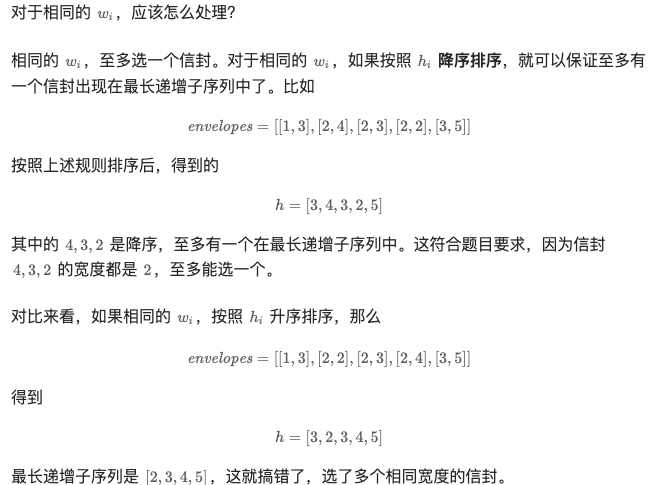 对于相同的 w_i，应该怎么处理？
相同的 w_i，至多选一个信封。对于相同的 w_i，如果按照 h_i 降序排序，就可以保证至多有
一个信封出现在最长递增子序列中了。比如
envelopes = [[1, 3], [2, 4], [2, 3], [2, 2], [3, 5]]
按照上述规则排序后，得到的
h = [3, 4, 3, 2, 5]
其中的 4, 3, 2 是降序，至多有一个在最长递增子序列中。这符合题目要求，因为信封
4, 3, 2 的宽度都是 2，至多能选一个。
对比来看，如果相同的 w_i，按照 h_i 升序排序，那么
envelopes = [[1, 3], [2, 2], [2, 3], [2, 4], [3, 5]]
得到
h = [3, 2, 3, 4, 5]
最长递增子序列是 [2, 3, 4, 5]，这就搞错了，选了多个相同宽度的信封。